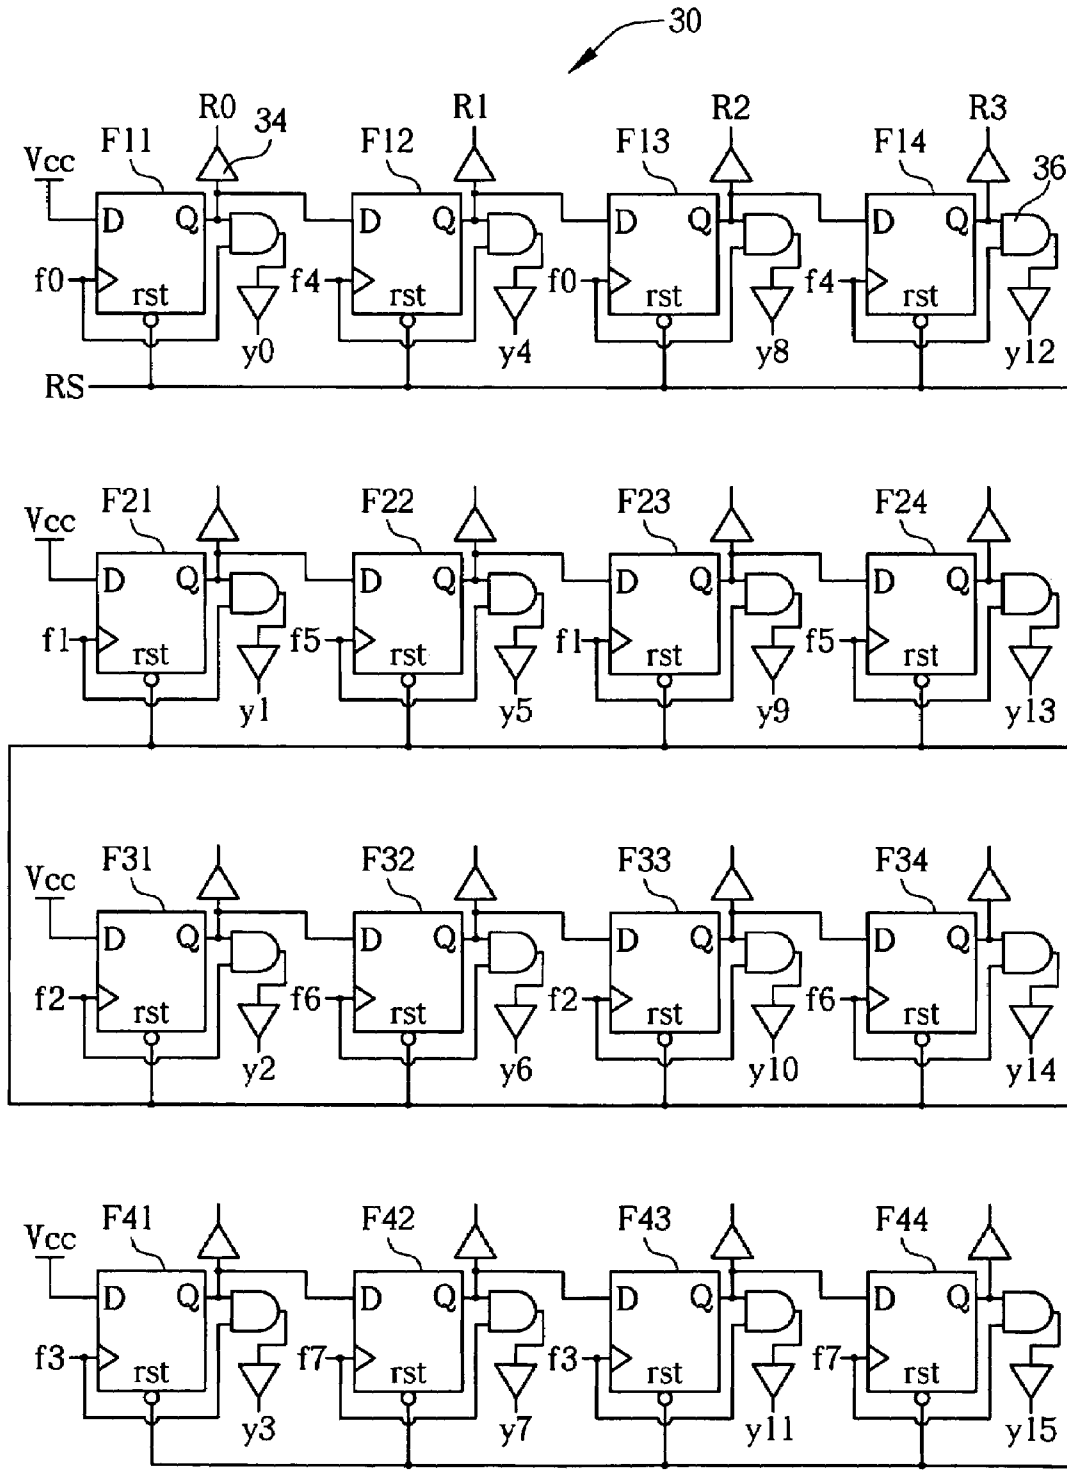 30
R0 R1 R2 R3
34 36
F11 F12 F13 F14
Vcc
D Q D Q D Q D Q
f0 f4 f0 f4
rst rst rst rst
y0 y4 y8 y12
RS
F21 F22 F23 F24
Vcc
D Q D Q D Q D Q
f1 f5 f1 f5
rst rst rst rst
y1 y5 y9 y13
F31 F32 F33 F34
Vcc
D Q D Q D Q D Q
f2 f6 f2 f6
rst rst rst rst
y2 y6 y10 y14
F41 F42 F43 F44
Vcc
D Q D Q D Q D Q
f3 f7 f3 f7
rst rst rst rst
y3 y7 y11 y15